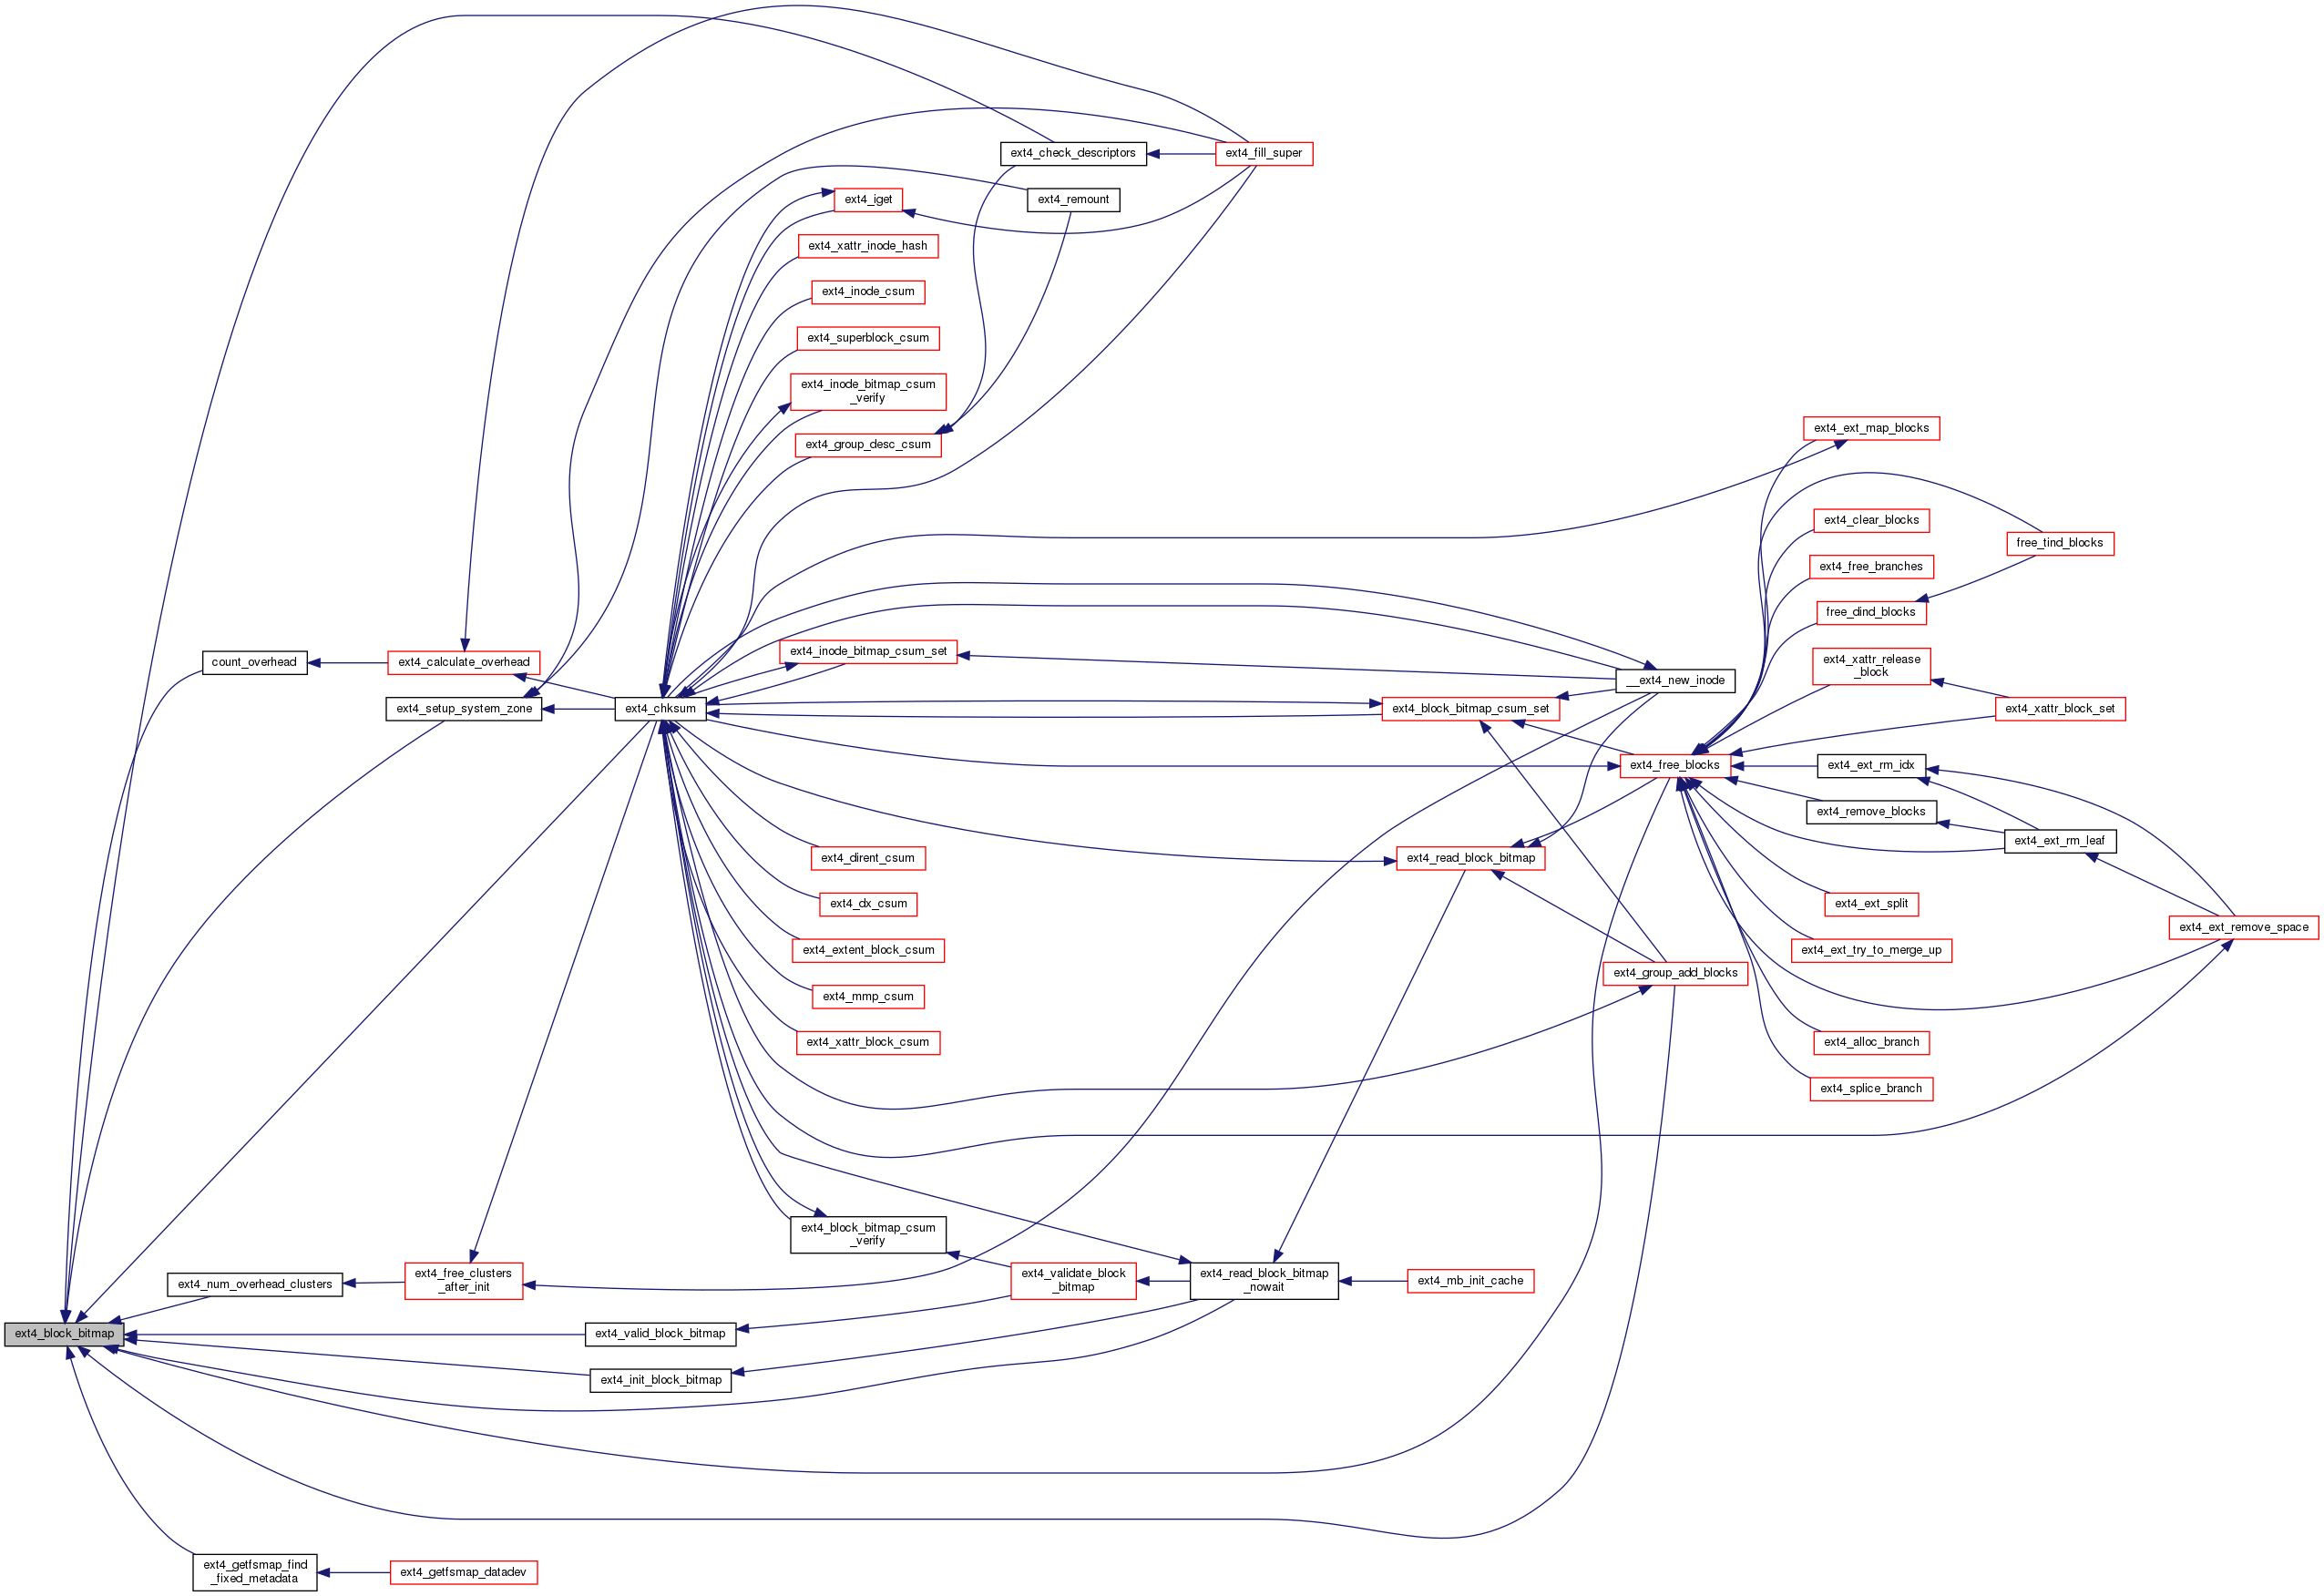 ext4_check_descriptors
ext4_fill_super
ext4_iget
ext4_remount
ext4_xattr_inode_hash
ext4_inode_csum
ext4_superblock_csum
ext4_inode_bitmap_csum
_verify
ext4_group_desc_csum
ext4_ext_map_blocks
ext4_clear_blocks
free_tind_blocks
ext4_free_branches
free_dind_blocks
count_overhead
ext4_calculate_overhead
ext4_inode_bitmap_csum_set
ext4_xattr_release
_block
__ext4_new_inode
ext4_setup_system_zone
ext4_chksum
ext4_block_bitmap_csum_set
ext4_xattr_block_set
ext4_free_blocks
ext4_ext_rm_idx
ext4_remove_blocks
ext4_ext_rm_leaf
ext4_dirent_csum
ext4_read_block_bitmap
ext4_dx_csum
ext4_ext_split
ext4_ext_remove_space
ext4_extent_block_csum
ext4_ext_try_to_merge_up
ext4_group_add_blocks
ext4_mmp_csum
ext4_xattr_block_csum
ext4_alloc_branch
ext4_splice_branch
ext4_block_bitmap_csum
_verify
ext4_num_overhead_clusters
ext4_free_clusters
_after_init
ext4_validate_block
_bitmap
ext4_read_block_bitmap
_nowait
ext4_mb_init_cache
ext4_block_bitmap
ext4_valid_block_bitmap
ext4_init_block_bitmap
ext4_getfsmap_find
_fixed_metadata
ext4_getfsmap_datadev